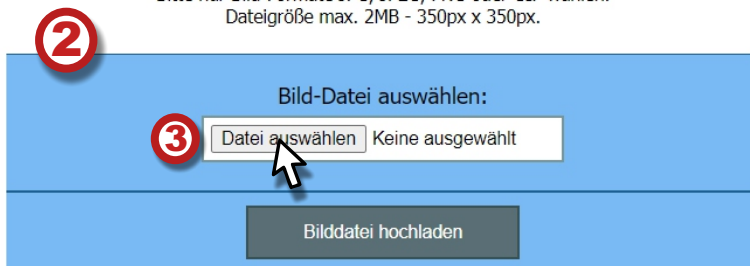 Dateigröße max. 2MB - 350px x 350px.
2
Bild-Datei auswählen:
3 Datei auswählen Keine ausgewählt
Bilddatei hochladen